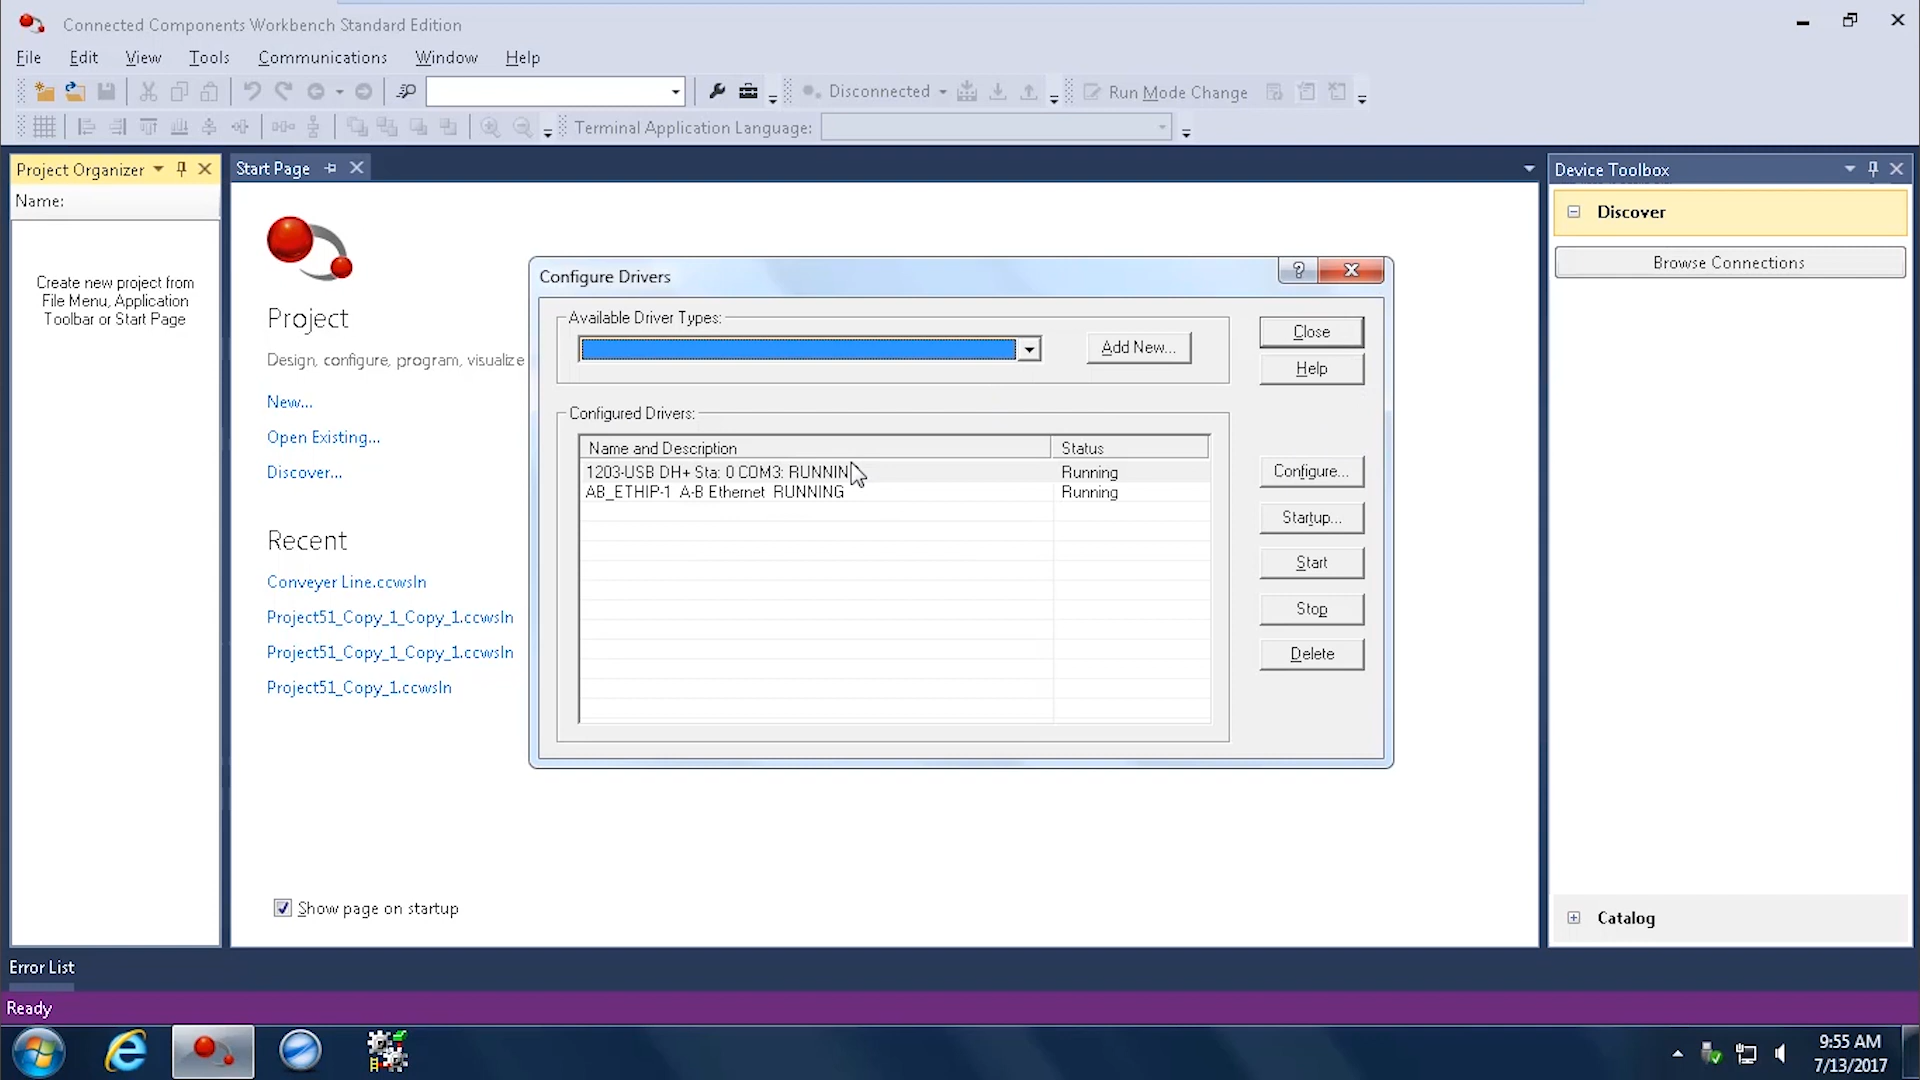 Connected Components Workbench Standard Edition
File Edit View Tools Communications Window Help
Disconnected Run Mode Change
Terminal Application Language:
Project Organizer
Start Page
Device Toolbox
Name:
Create new project from
File Menu, Application
Toolbar or Start Page
Project
Design, configure, program, visualize
New...
Open Existing...
Discover...
Recent
Conveyer Line.ccwsln
Project51_Copy_1_Copy_1.ccwsln
Project51_Copy_1_Copy_1.ccwsln
Project51_Copy_1.ccwsln
Show page on startup
Configure Drivers
?
Available Driver Types:
Add New...
Close
Help
Configured Drivers:
Name and Description Status
1203-USB DH+ Sta: 0 COM3: RUNNIN Running
AB_ETHIP-1 A-B Ethernet RUNNING Running
Configure...
Startup...
Start
Stop
Delete
Discover
Browse Connections
Catalog
Error List
Ready
9:55 AM
7/13/2017